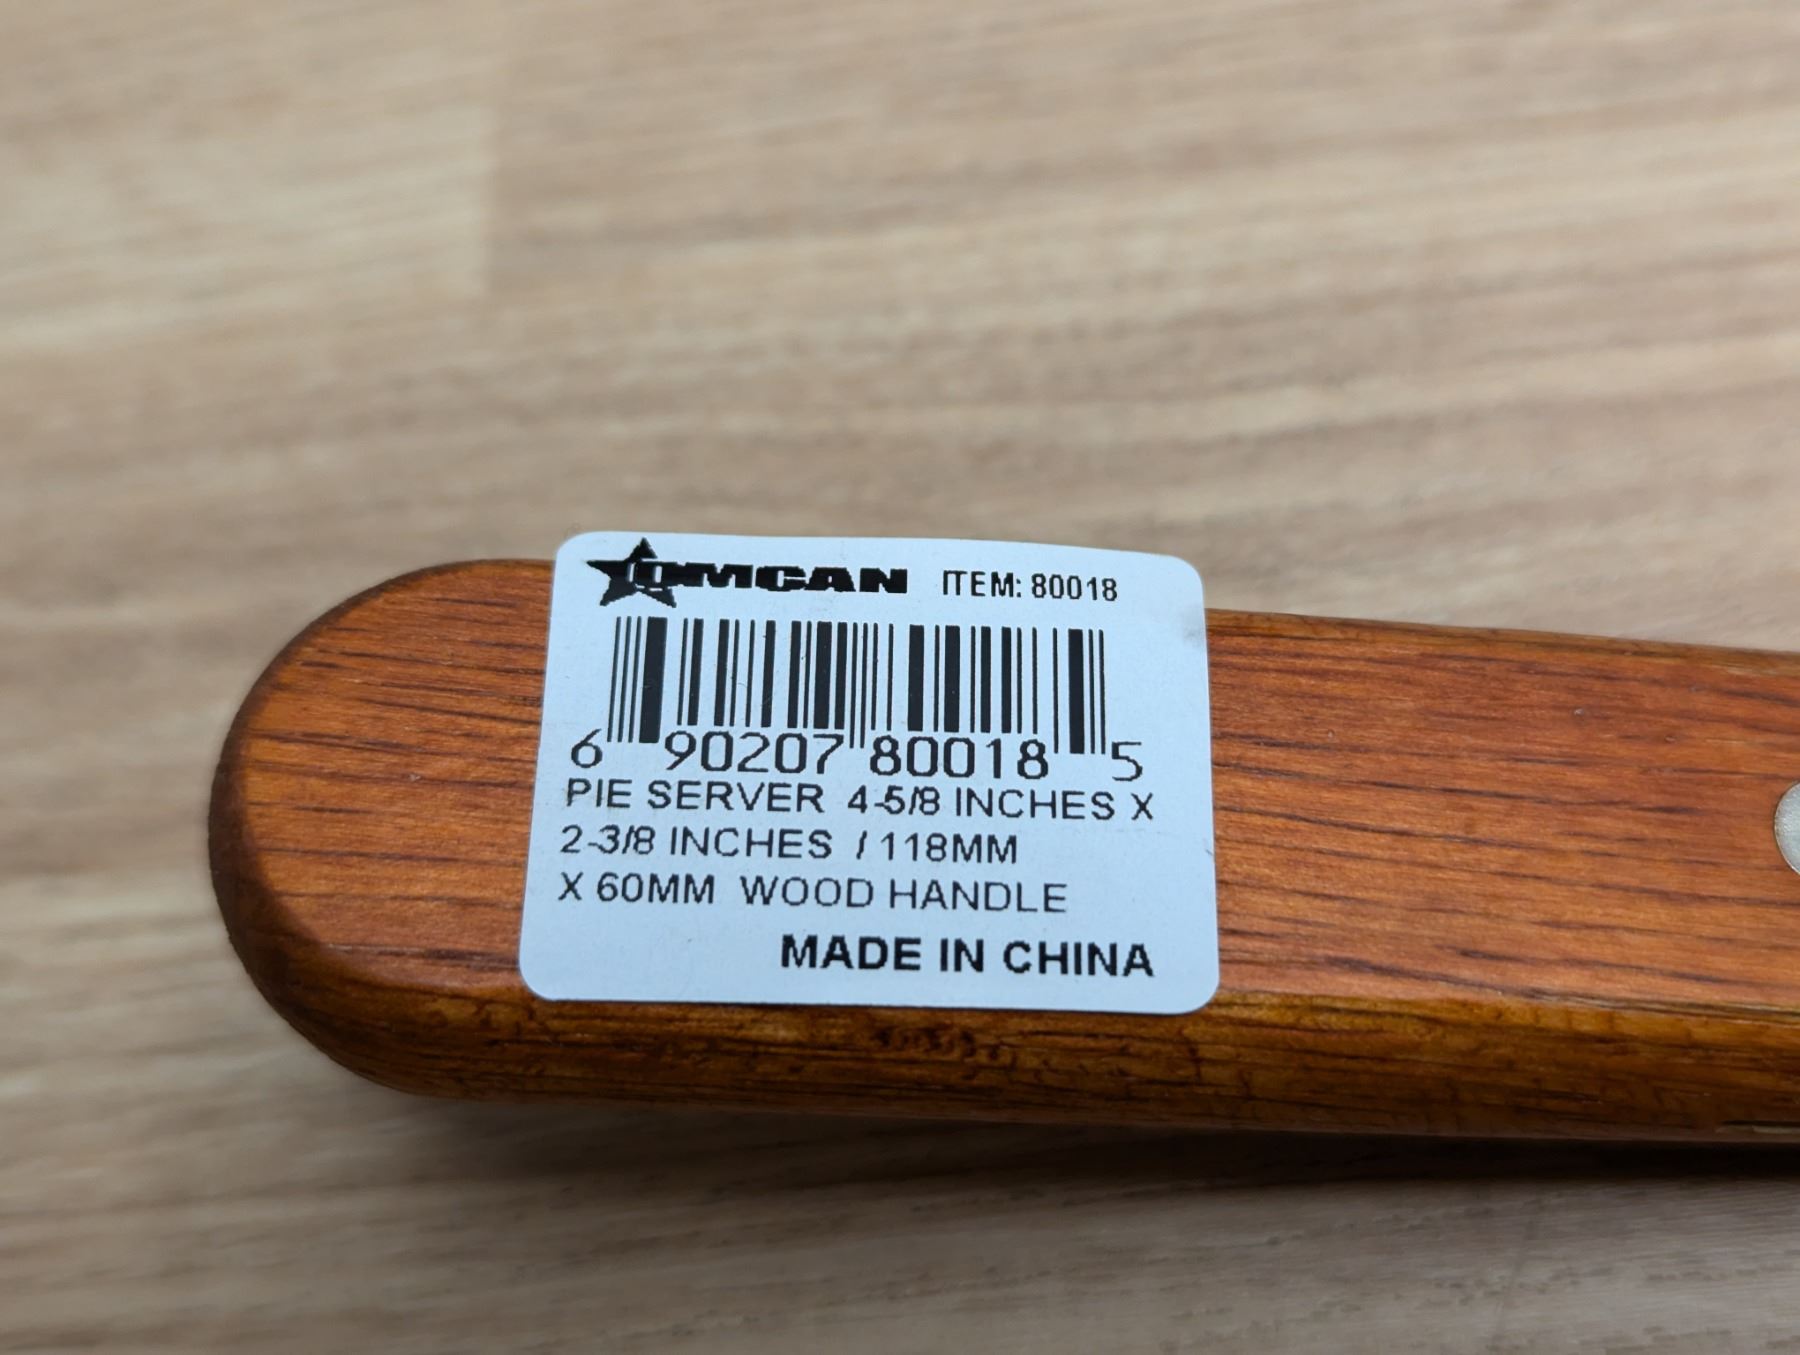 OMCAN ITEM: 80018
6 90207 80018 5
PIE SERVER 4-5/8 INCHES X
2-3/8 INCHES / 118MM
X 60MM WOOD HANDLE
MADE IN CHINA